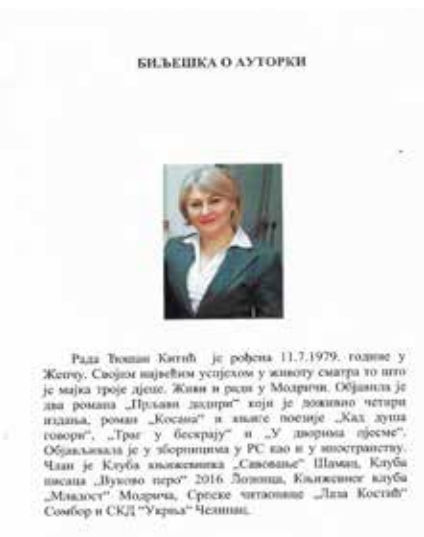 БИЉЕШКА О АУТОРКИ
Рада Ђюшан Китић је рођена 11.7.1979. године у
Жепчу. Својим највећим успјехом у животу сматра то што
је мајка троје дјеце. Живи и ради у Модричи. Објавила је
два романа „Прљави додири“ који је доживио четири
издања, роман „Косана“ и књиге поезије „Кад душа
говори“, „Траг у бескрају“ и „У дворима пјесме“.
Објављивала је у зборницима у РС као и у иностранству.
Члан је Клуба књижевника „Савовање“ Шамац, Клуба
писаца „Вуково перо“ 2016 Лозница, Књижевног клуба
„Младост“ Модрича, Српске читаонице „Лаза Костић“
Сомбор и СКД “Укрња” Челинац.